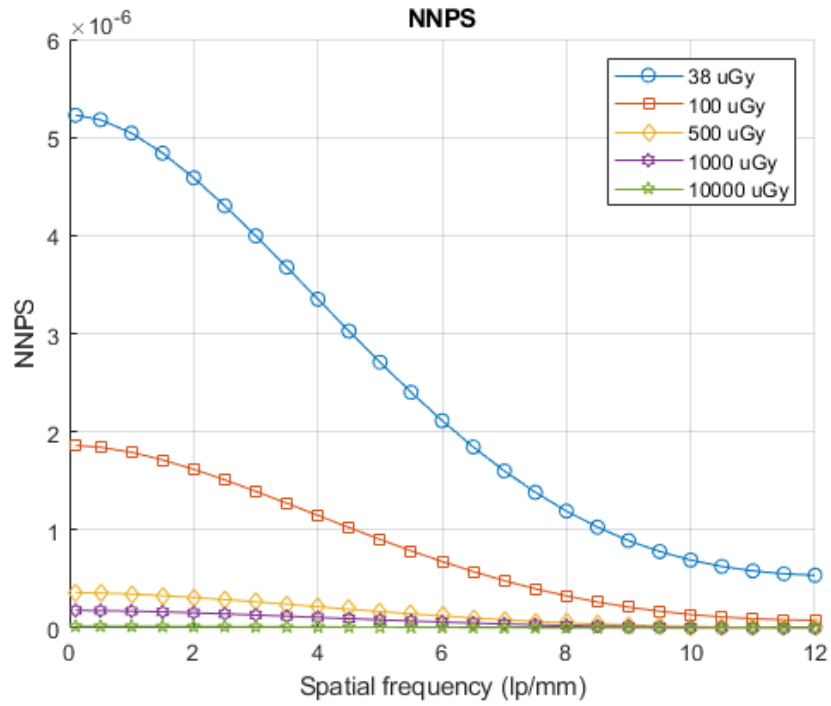 NNPS
×10⁻⁶
6
5
4
3
2
1
0
NNPS
38 uGy
100 uGy
500 uGy
1000 uGy
10000 uGy
0 2 4 6 8 10 12
Spatial frequency (lp/mm)